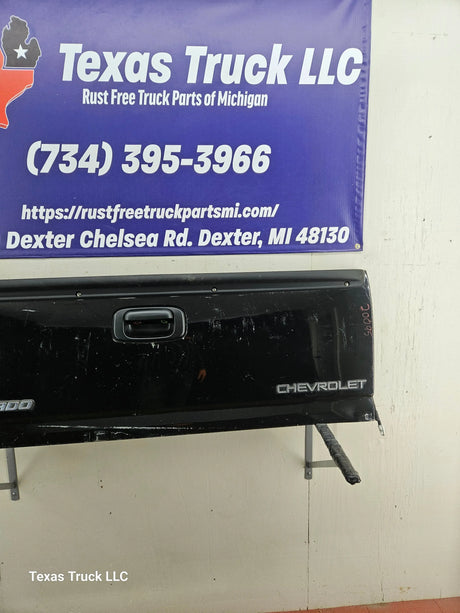 Texas Truck LLC
Rust Free Truck Parts of Michigan
(734) 395-3966
https://rustfreetruckpartsmi.com/
Dexter Chelsea Rd. Dexter, MI 48130
CHEVROLET
Texas Truck LLC